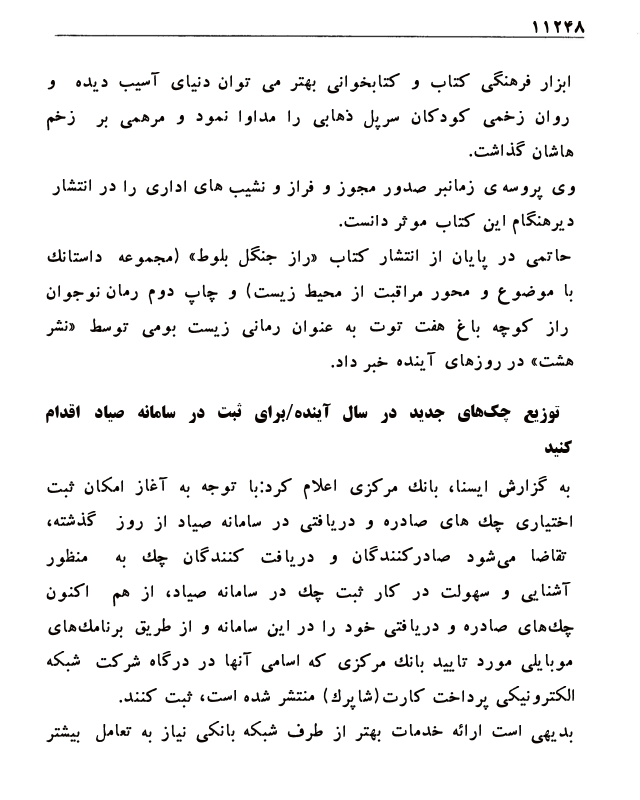 ۱۱۲۴۸
ابزار فرهنگی کتاب و کتابخوانی بهتر می توان دنیای آسیب دیده و
روان زخمی کودکان سرپل ذهابی را مداوا نمود و مرهمی بر زخم
هاشان گذاشت.
وی پروسه ی زمانبر صدور مجوز و فراز و نشیب های اداری را در انتشار
دیرهنگام این کتاب موثر دانست.
حاتمی در پایان از انتشار کتاب «راز جنگل بلوط» (مجموعه داستانك
با موضوع و محور مراقبت از محیط زیست) و چاپ دوم رمان نوجوان
راز کوچه باغ هفت توت به عنوان رمانی زیست بومی توسط «نشر
هشت» در روزهای آینده خبر داد.
توزیع چک‌های جدید در سال آینده/برای ثبت در سامانه صیاد اقدام
کنید
به گزارش ایسنا، بانك مرکزی اعلام کرد:با توجه به آغاز امکان ثبت
اختیاری چك های صادره و دریافتی در سامانه صیاد از روز گذشته،
تقاضا می‌شود صادرکنندگان و دریافت کنندگان چك به منظور
آشنایی و سهولت در کار ثبت چك در سامانه صیاد، از هم اکنون
چك‌های صادره و دریافتی خود را در این سامانه و از طریق برنامك‌های
موبایلی مورد تایید بانك مرکزی که اسامی آنها در درگاه شرکت شبکه
الکترونیکی پرداخت کارت(شاپرك) منتشر شده است، ثبت کنند.
بدیهی است ارائه خدمات بهتر از طرف شبکه بانکی نیاز به تعامل بیشتر